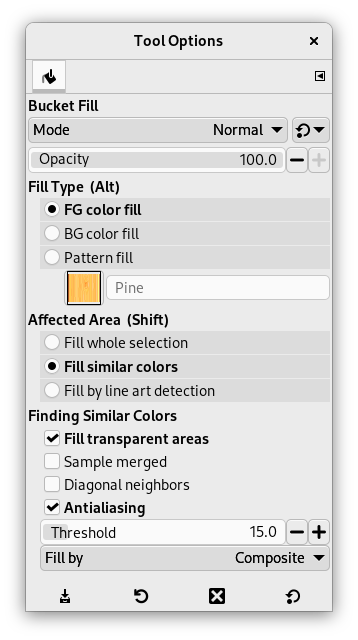 Tool Options
Bucket Fill
Mode Normal
Opacity 100.0
Fill Type (Alt)
FG color fill
BG color fill
Pattern fill
Pine
Affected Area (Shift)
Fill whole selection
Fill similar colors
Fill by line art detection
Finding Similar Colors
Fill transparent areas
Sample merged
Diagonal neighbors
Antialiasing
Threshold 15.0
Fill by Composite